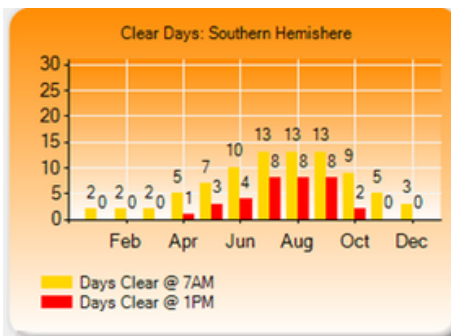 Clear Days: Southern Hemishere
30
25
20
15
10
5
0
2 0 2 0 2 0 5 1 7 3 10 4 13 8 13 8 13 8 9 2 5 0 3 0
Feb Apr Jun Aug Oct Dec
Days Clear @ 7AM
Days Clear @ 1PM